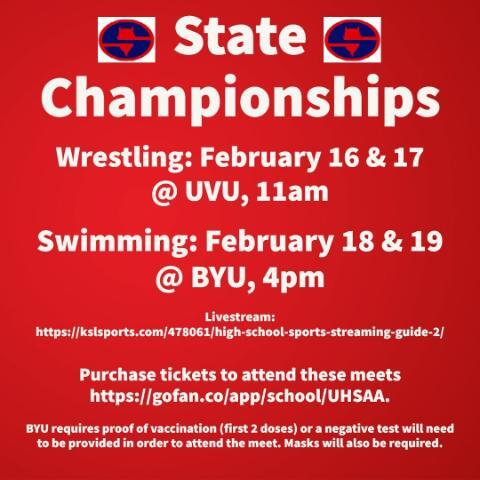 State
Championships
Wrestling: February 16 & 17
@ UVU, 11am
Swimming: February 18 & 19
@ BYU, 4pm
Livestream:
https://kslsports.com/478061/high-school-sports-streaming-guide-2/
Purchase tickets to attend these meets
https://gofan.co/app/school/UHSAA.
BYU requires proof of vaccination (first 2 doses) or a negative test will need
to be provided in order to attend the meet. Masks will also be required.